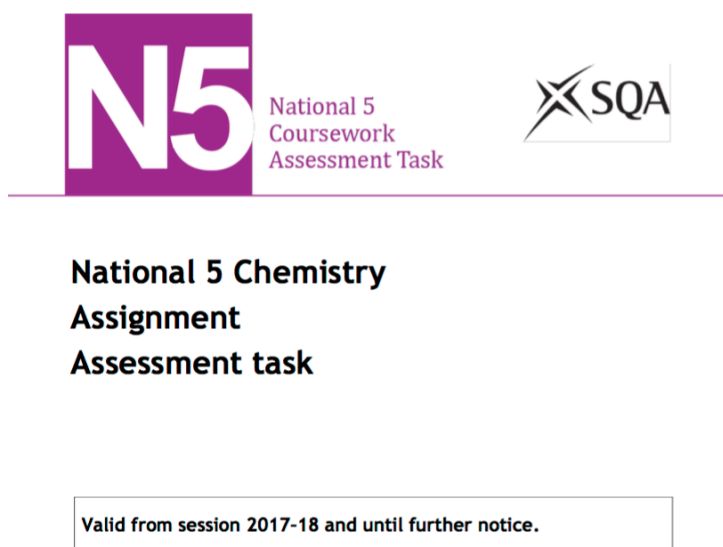 N5
National 5
Coursework
Assessment Task
SQA
National 5 Chemistry
Assignment
Assessment task
Valid from session 2017-18 and until further notice.